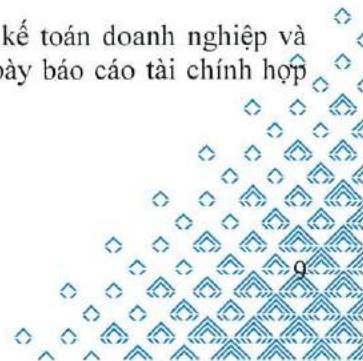 kế toán doanh nghiệp và
bày báo cáo tài chính hợp
9